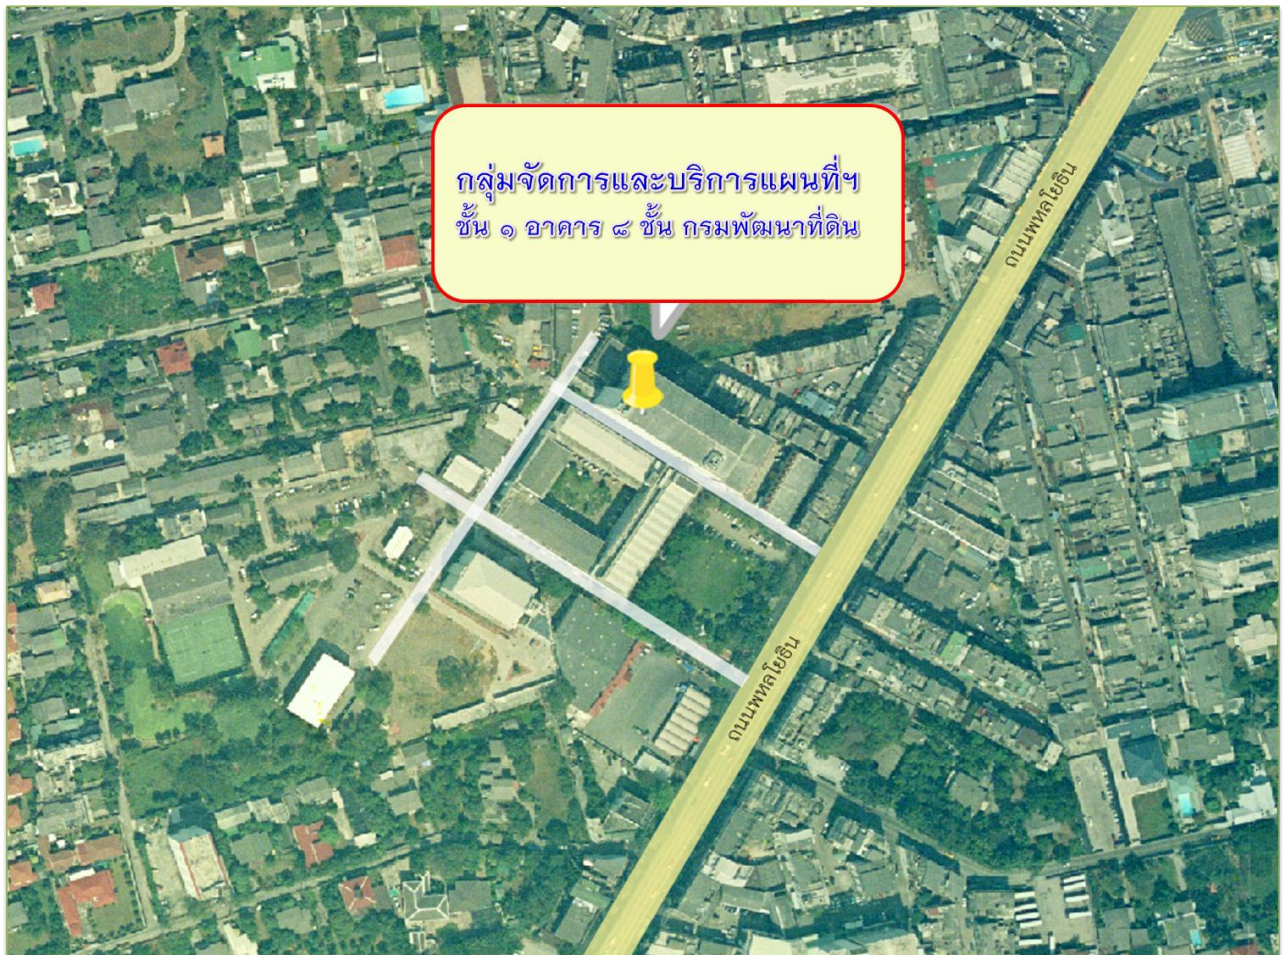 กลุ่มจัดการและบริการแผนที่ฯ
ชั้น ๑ อาคาร ๘ ชั้น กรมพัฒนาที่ดิน
ถนนพหลโยธิน
ถนนพหลโยธิน